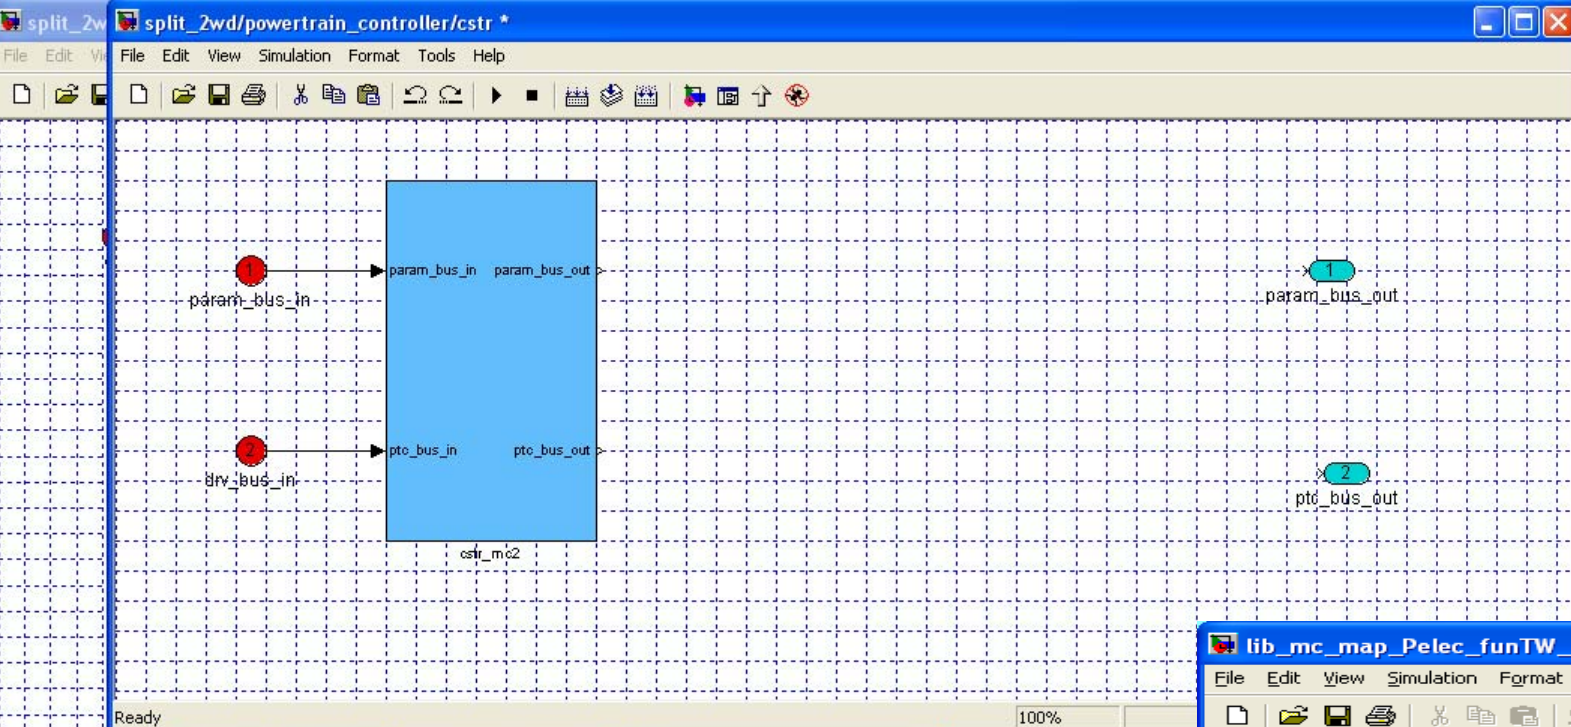 split_2w
split_2wd/powertrain_controller/cstr *
File Edit Vi
File Edit View Simulation Format Tools Help
1
param_bus_in
param_bus_in param_bus_out
1
param_bus_out
2
drv_bus_in
ptc_bus_in ptc_bus_out
2
ptc_bus_out
cstr_mc2
lib_mc_map_Pelec_funTW_
File Edit View Simulation Format
Ready 100%